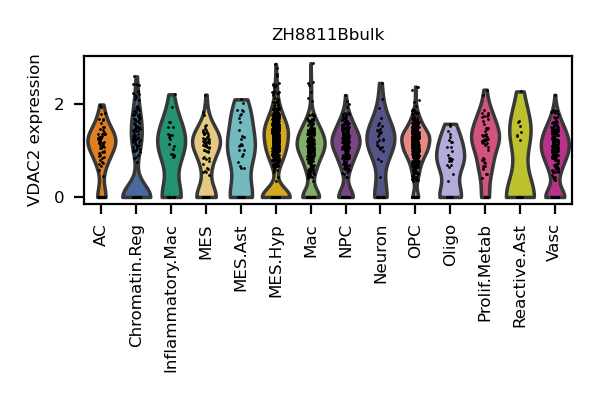 ZH8811Bbulk
VDAC2 expression
2
0
AC
Chromatin.Reg
Inflammatory.Mac
MES
MES.Ast
MES.Hyp
Mac
NPC
Neuron
OPC
Oligo
Prolif.Metab
Reactive.Ast
Vasc